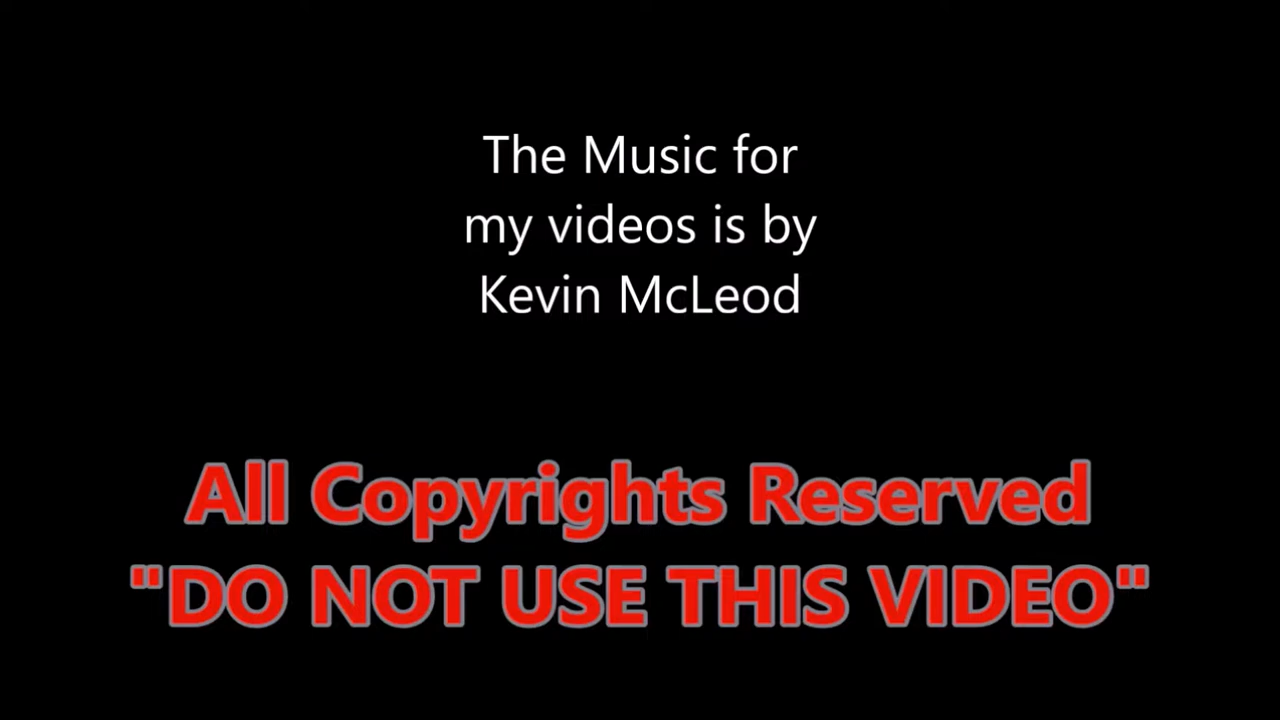 The Music for
my videos is by
Kevin McLeod
All Copyrights Reserved
"DO NOT USE THIS VIDEO"